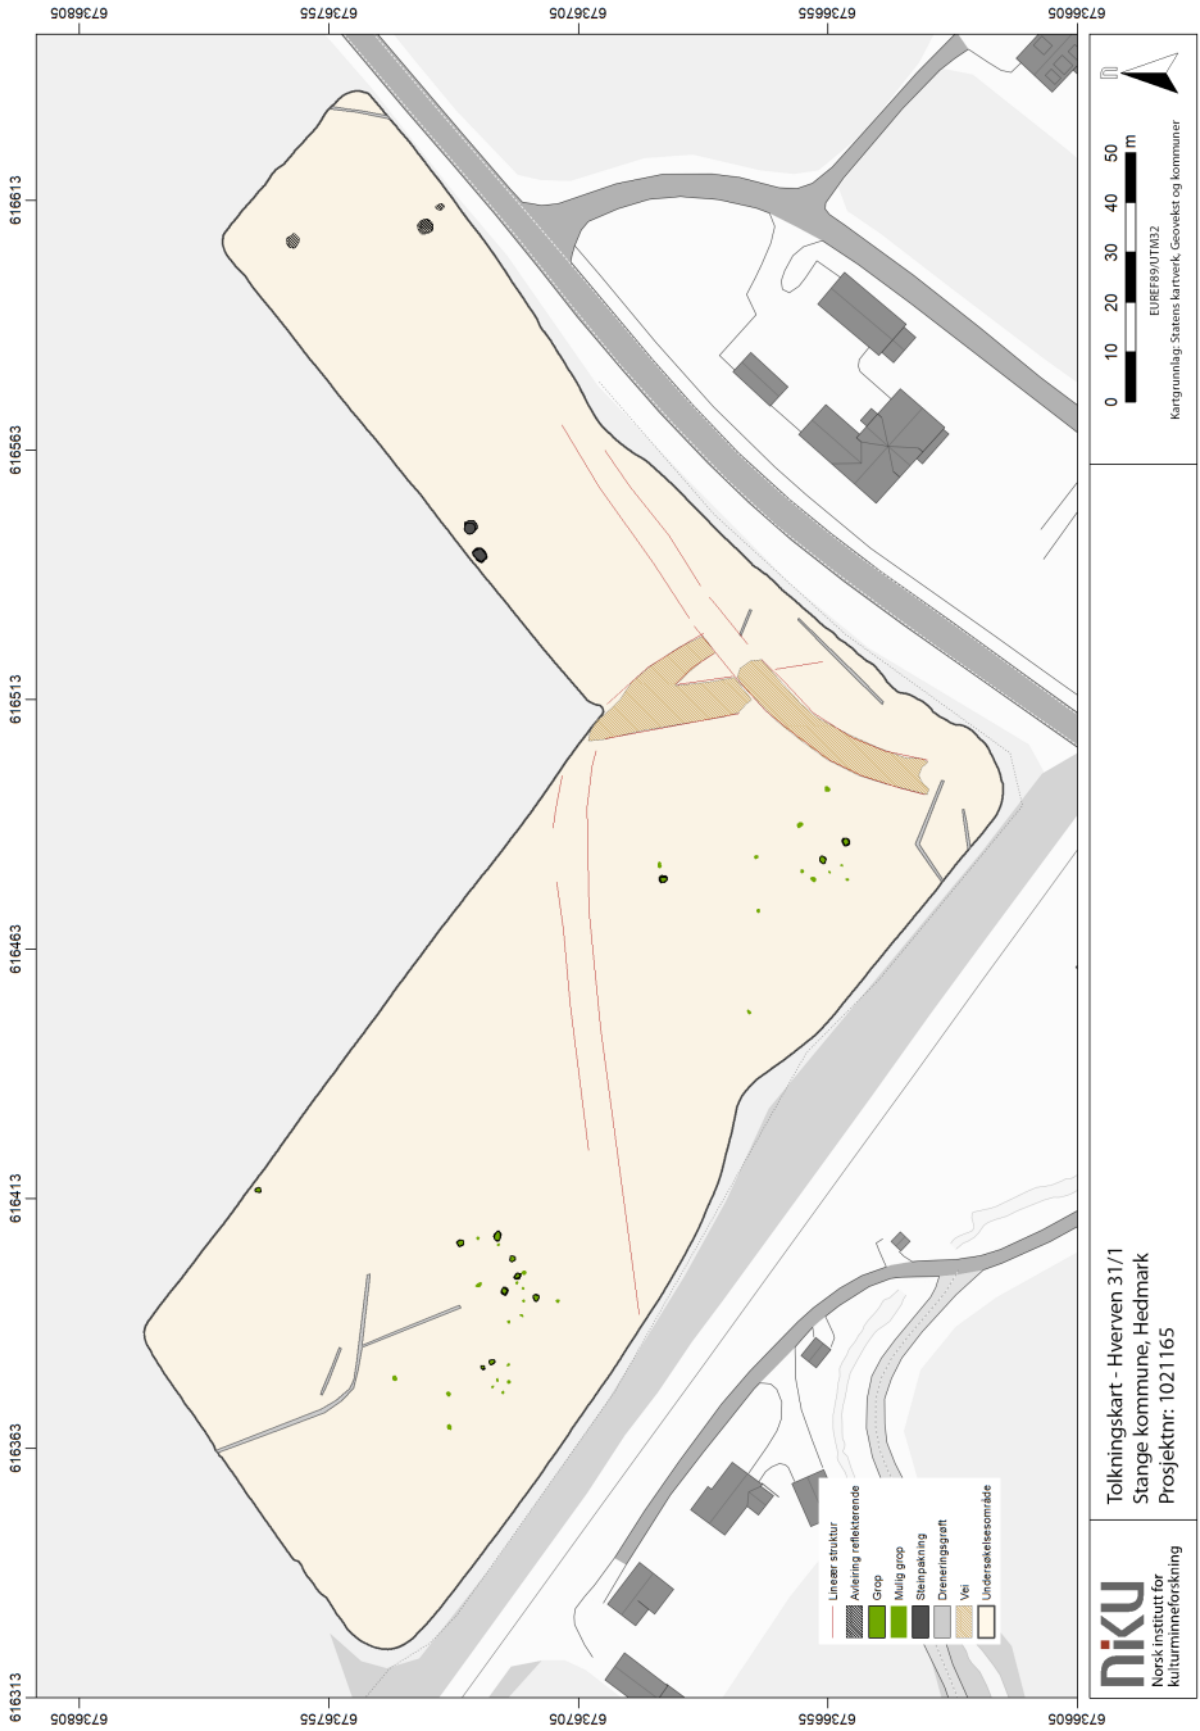 6736805
6736755
6736705
6736655
6736605
616613
616563
616513
616463
616413
616363
616313
6736805
6736755
6736705
6736655
6736605
Lineær struktur
Avleiring reflekterende
Grop
Mulig grop
Steinpakning
Dreneringsgrøft
Vei
Undersøkelsesområde
niku
Norsk institutt for
kulturminneforskning
Tolkningskart - Hverven 31/1
Stange kommune, Hedmark
Prosjektnr: 1021165
0 10 20 30 40 50 m
EUREF89/UTM32
Kartgrunnlag: Statens kartverk, Geovekst og kommuner
n